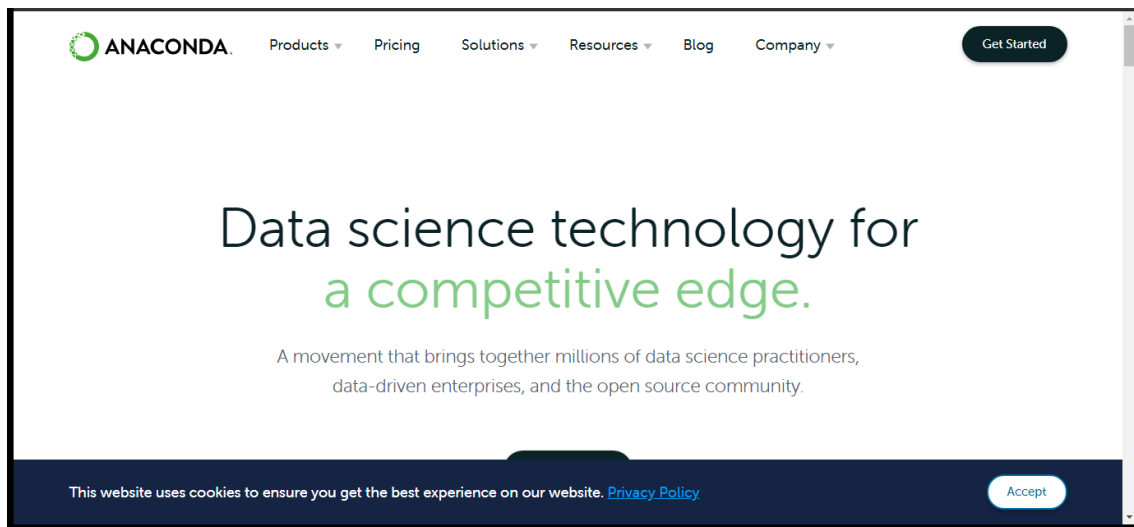 ANACONDA.
Products
Pricing
Solutions
Resources
Blog
Company
Get Started
Data science technology for
a competitive edge.
A movement that brings together millions of data science practitioners,
data-driven enterprises, and the open source community.
This website uses cookies to ensure you get the best experience on our website. Privacy Policy
Accept